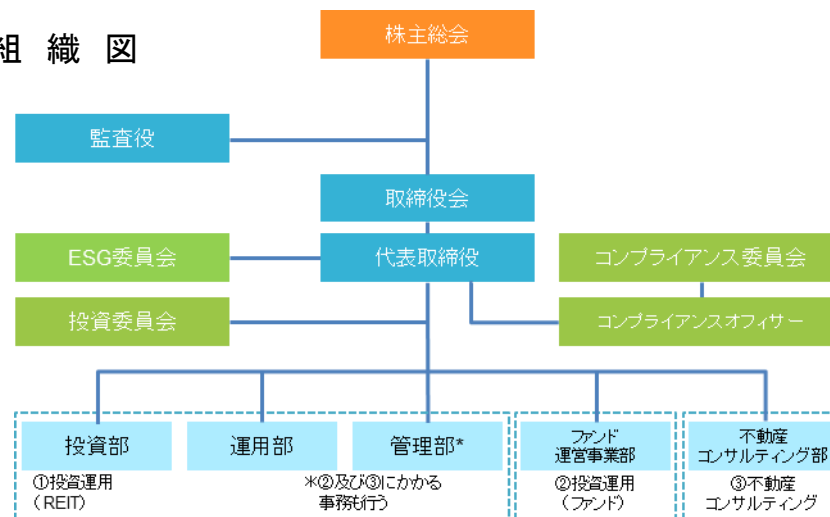 組織図
株主総会
監査役
取締役会
ESG委員会
代表取締役
コンプライアンス委員会
投資委員会
コンプライアンスオフィサー
投資部
運用部
管理部*
ファンド
運営事業部
不動産
コンサルティング部
①投資運用
(REIT)
*②及び③にかかる
事務も行う
②投資運用
(ファンド)
③不動産
コンサルティング